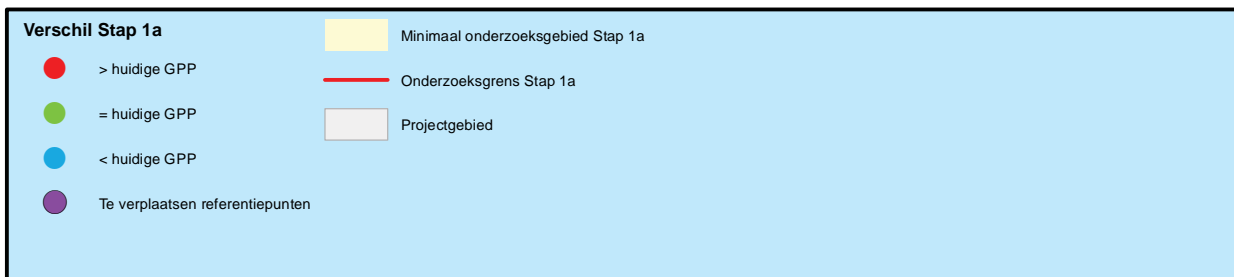 Verschil Stap 1a
> huidige GPP
= huidige GPP
< huidige GPP
Te verplaatsen referentiepunten
Minimaal onderzoeksgebied Stap 1a
Onderzoeksgrens Stap 1a
Projectgebied